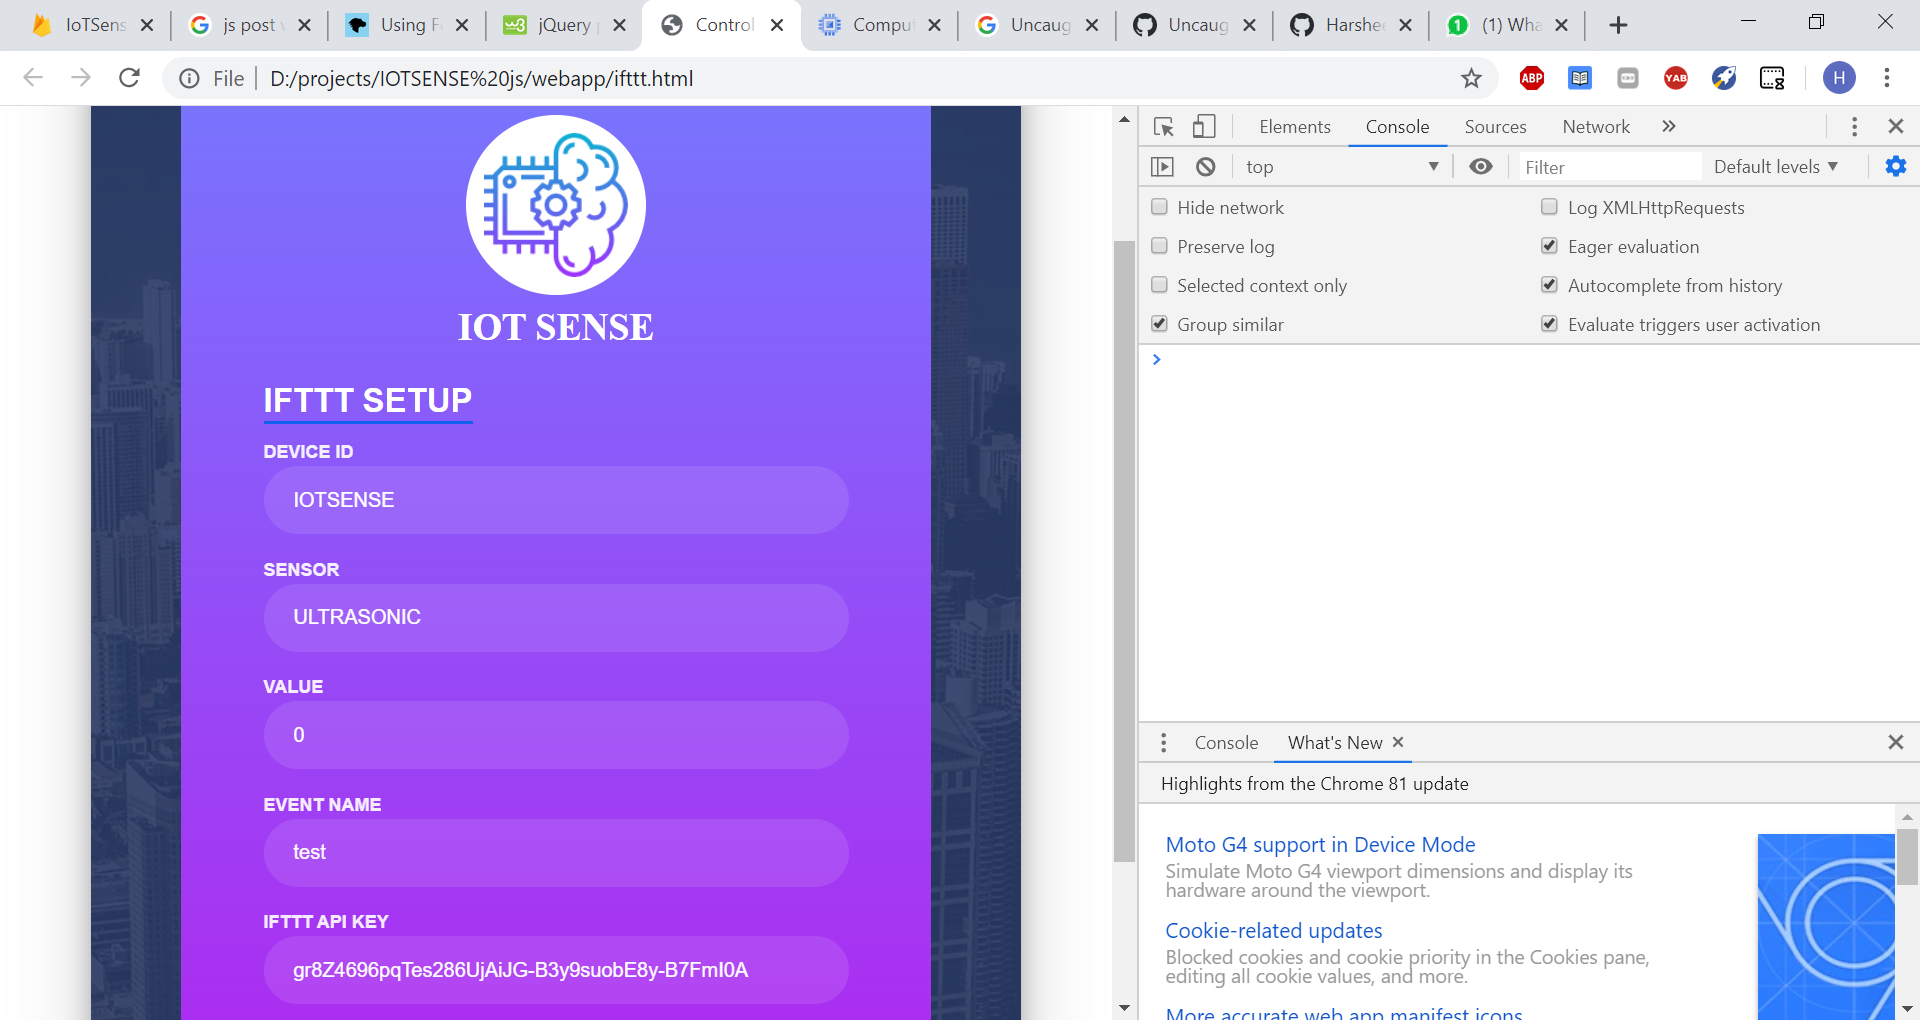 IoTSens
js post v
Using F
jQuery p
Control
Comput
Uncaug
Uncaug
Harshee
(1) Wha
File
D:/projects/IOTSENSE%20js/webapp/ifttt.html
ABP
YAB
H
IOT SENSE
IFTTT SETUP
DEVICE ID
IOTSENSE
SENSOR
ULTRASONIC
VALUE
0
EVENT NAME
test
IFTTT API KEY
gr8Z4696pqTes286UjAiJG-B3y9suobE8y-B7FmI0A
Elements
Console
Sources
Network
top
Filter
Default levels
Hide network
Log XMLHttpRequests
Preserve log
Eager evaluation
Selected context only
Autocomplete from history
Group similar
Evaluate triggers user activation
Console
What's New
Highlights from the Chrome 81 update
Moto G4 support in Device Mode
Simulate Moto G4 viewport dimensions and display its
hardware around the viewport.
Cookie-related updates
Blocked cookies and cookie priority in the Cookies pane,
editing all cookie values, and more.
More accurate web app manifest icons